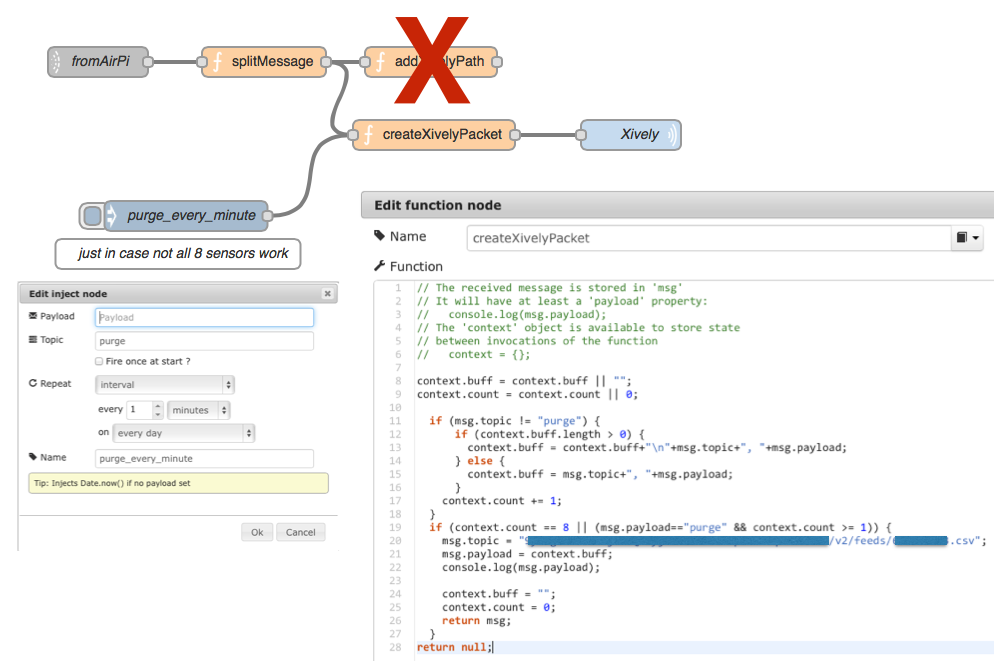 fromAirPi
splitMessage
add lyPath
createXivelyPacket
Xively
purge_every_minute
just in case not all 8 sensors work
Edit inject node
×
Payload
Payload
Topic
purge
Fire once at start ?
Repeat
interval
every 1 minutes
on every day
Name
purge_every_minute
Tip: Injects Date.now() if no payload set
Ok Cancel
Edit function node
Name
createXivelyPacket
Function
1 // The received message is stored in 'msg'
2 // It will have at least a 'payload' property:
3 //   console.log(msg.payload);
4 // The 'context' object is available to store state
5 // between invocations of the function
6 //   context = {};
7
8 context.buff = context.buff || "";
9 context.count = context.count || 0;
10
11   if (msg.topic != "purge") {
12       if (context.buff.length > 0) {
13         context.buff = context.buff+"\n"+msg.topic+", "+msg.payload;
14       } else {
15         context.buff = msg.topic+", "+msg.payload;
16       }
17     context.count += 1;
18   }
19   if (context.count == 8 || (msg.payload=="purge" && context.count >= 1)) {
20     msg.topic = " /v2/feeds/ .csv";
21     msg.payload = context.buff;
22     console.log(msg.payload);
23
24     context.buff = "";
25     context.count = 0;
26     return msg;
27   }
28 return null;